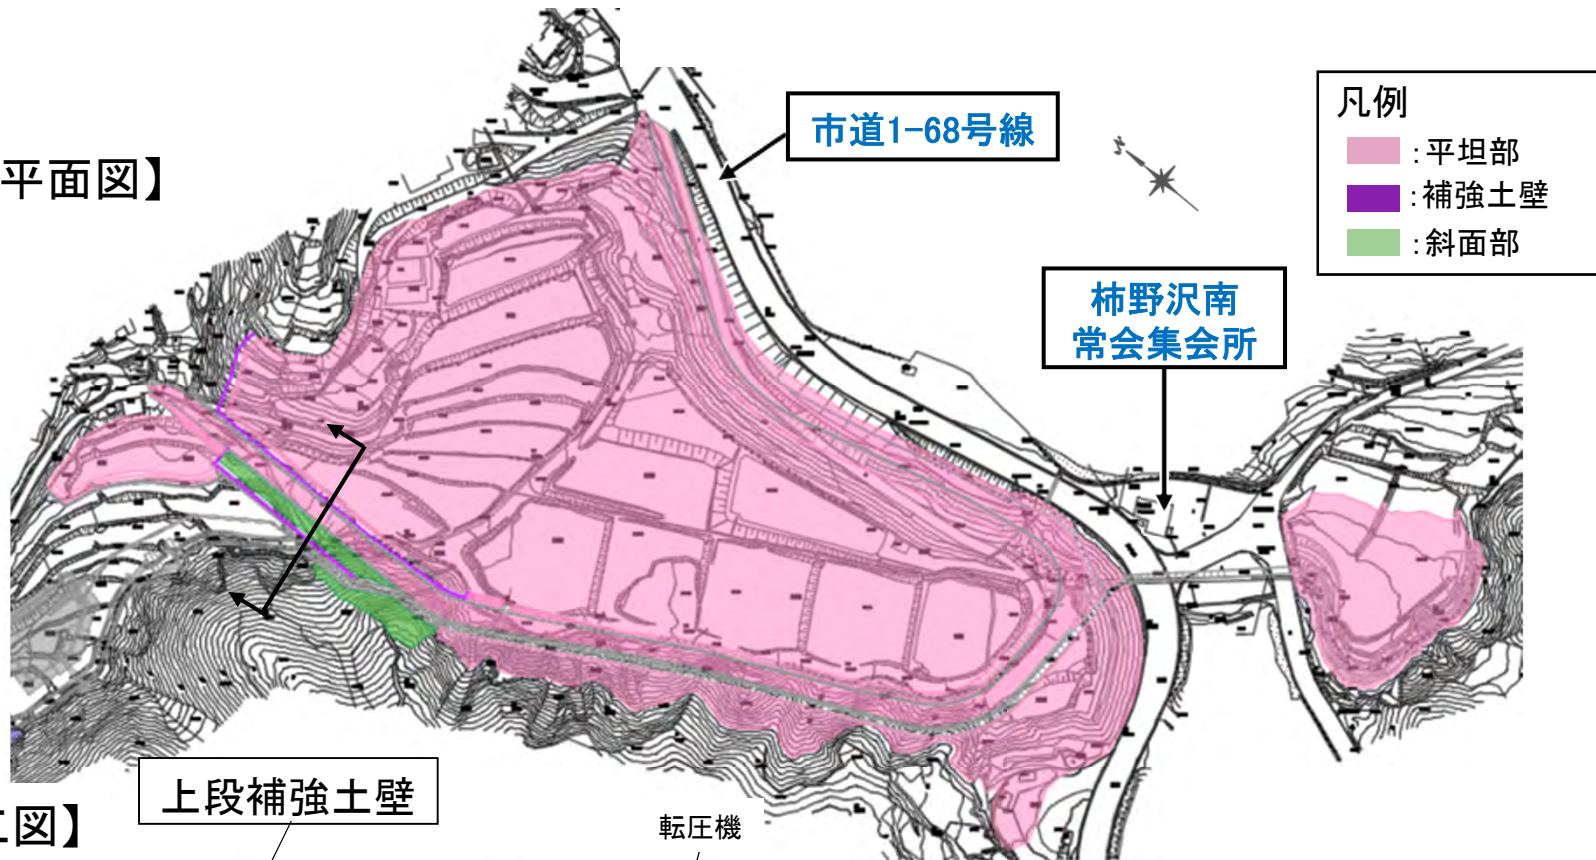 平面図】
市道1-68号線
凡例
:平坦部
:補強土壁
:斜面部
柿野沢南
常会集会所
上段補強土壁
図】
転圧機